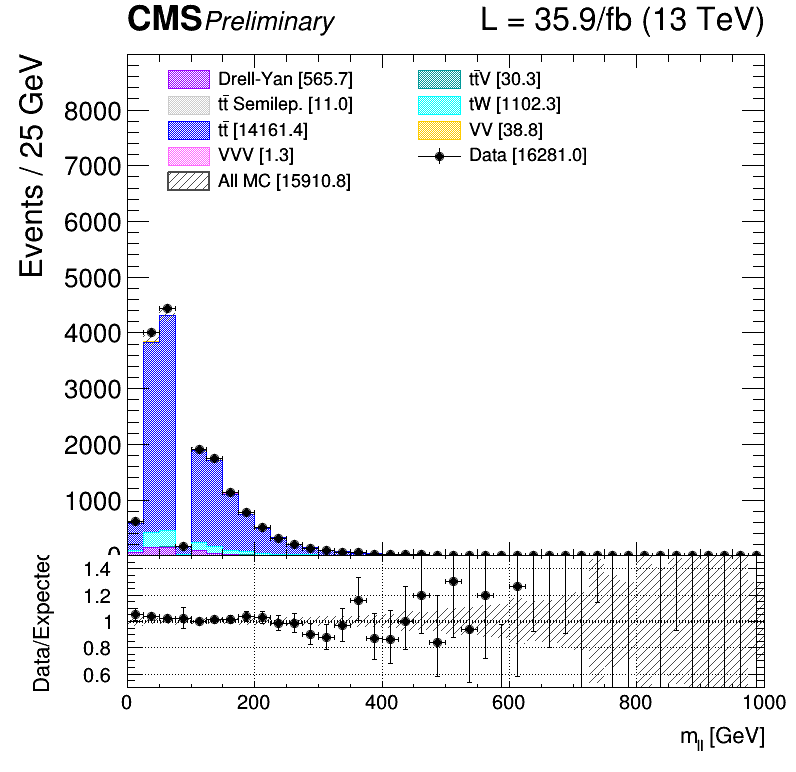 CMS Preliminary L = 35.9/fb (13 TeV)
Events / 25 GeV
Drell-Yan [565.7]
tt̄ Semilep. [11.0]
tt̄ [14161.4]
VVV [1.3]
All MC [15910.8]
tt̄V [30.3]
tW [1102.3]
VV [38.8]
Data [16281.0]
8000
7000
6000
5000
4000
3000
2000
1000
0
Data/Expected
1.4
1.2
1
0.8
0.6
0 200 400 600 800 1000
m_ll [GeV]